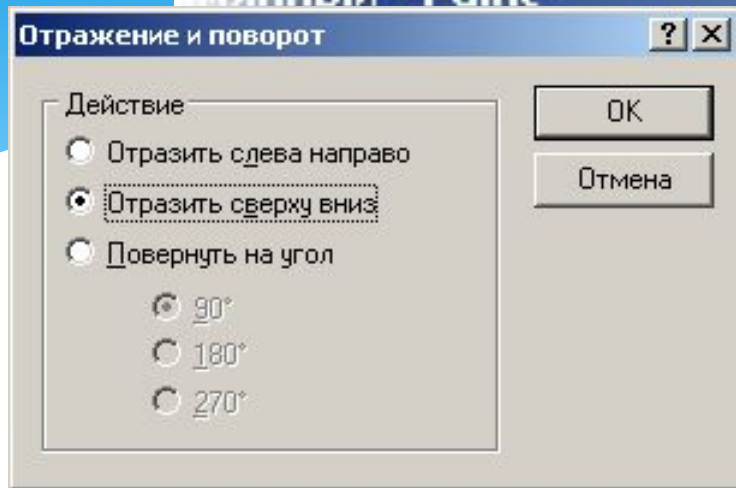 Отражение и поворот
Действие
Отразить слева направо
Отразить сверху вниз
Повернуть на угол
90°
180°
270°
OK
Отмена